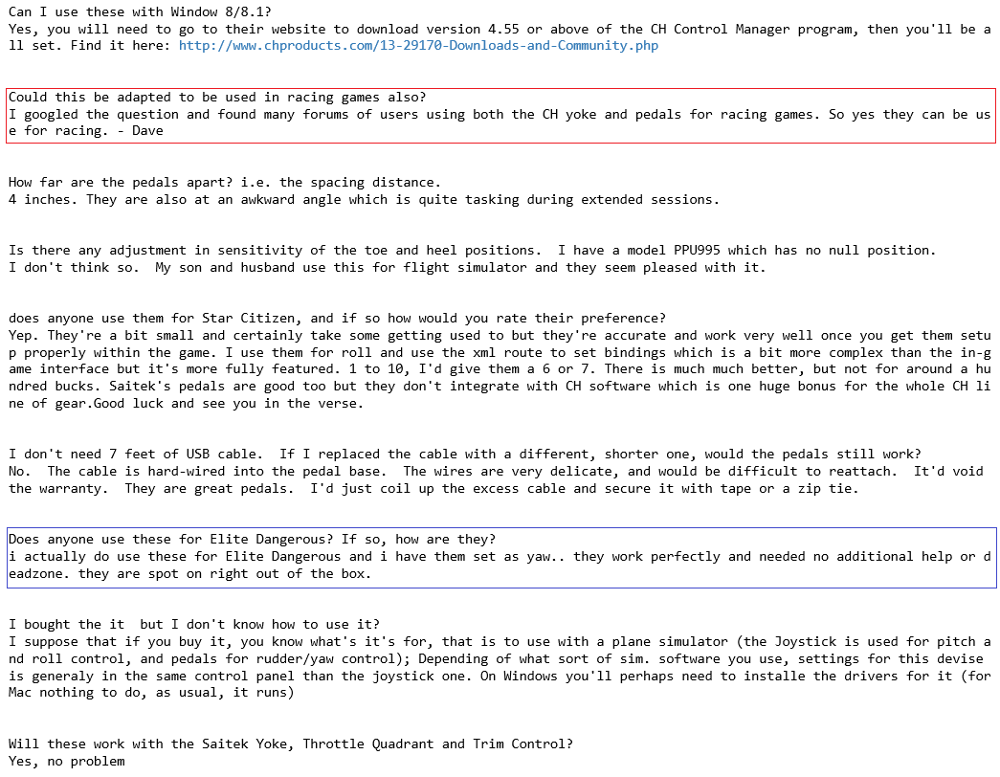 Can I use these with Window 8/8.1?
Yes, you will need to go to their website to download version 4.55 or above of the CH Control Manager program, then you'll be a
ll set. Find it here: http://www.chproducts.com/13-29170-Downloads-and-Community.php
Could this be adapted to be used in racing games also?
I googled the question and found many forums of users using both the CH yoke and pedals for racing games. So yes they can be us
e for racing. - Dave
How far are the pedals apart? i.e. the spacing distance.
4 inches. They are also at an awkward angle which is quite tasking during extended sessions.
Is there any adjustment in sensitivity of the toe and heel positions.  I have a model PPU995 which has no null position.
I don't think so.  My son and husband use this for flight simulator and they seem pleased with it.
does anyone use them for Star Citizen, and if so how would you rate their preference?
Yep. They're a bit small and certainly take some getting used to but they're accurate and work very well once you get them setu
p properly within the game. I use them for roll and use the xml route to set bindings which is a bit more complex than the in-g
ame interface but it's more fully featured. 1 to 10, I'd give them a 6 or 7. There is much much better, but not for around a hu
ndred bucks. Saitek's pedals are good too but they don't integrate with CH software which is one huge bonus for the whole CH li
ne of gear.Good luck and see you in the verse.
I don't need 7 feet of USB cable.  If I replaced the cable with a different, shorter one, would the pedals still work?
No.  The cable is hard-wired into the pedal base.  The wires are very delicate, and would be difficult to reattach.  It'd void
the warranty.  They are great pedals.  I'd just coil up the excess cable and secure it with tape or a zip tie.
Does anyone use these for Elite Dangerous? If so, how are they?
i actually do use these for Elite Dangerous and i have them set as yaw.. they work perfectly and needed no additional help or d
eadzone. they are spot on right out of the box.
I bought the it  but I don't know how to use it?
I suppose that if you buy it, you know what's it's for, that is to use with a plane simulator (the Joystick is used for pitch a
nd roll control, and pedals for rudder/yaw control); Depending of what sort of sim. software you use, settings for this devise
is generaly in the same control panel than the joystick one. On Windows you'll perhaps need to installe the drivers for it (for
Mac nothing to do, as usual, it runs)
Will these work with the Saitek Yoke, Throttle Quadrant and Trim Control?
Yes, no problem